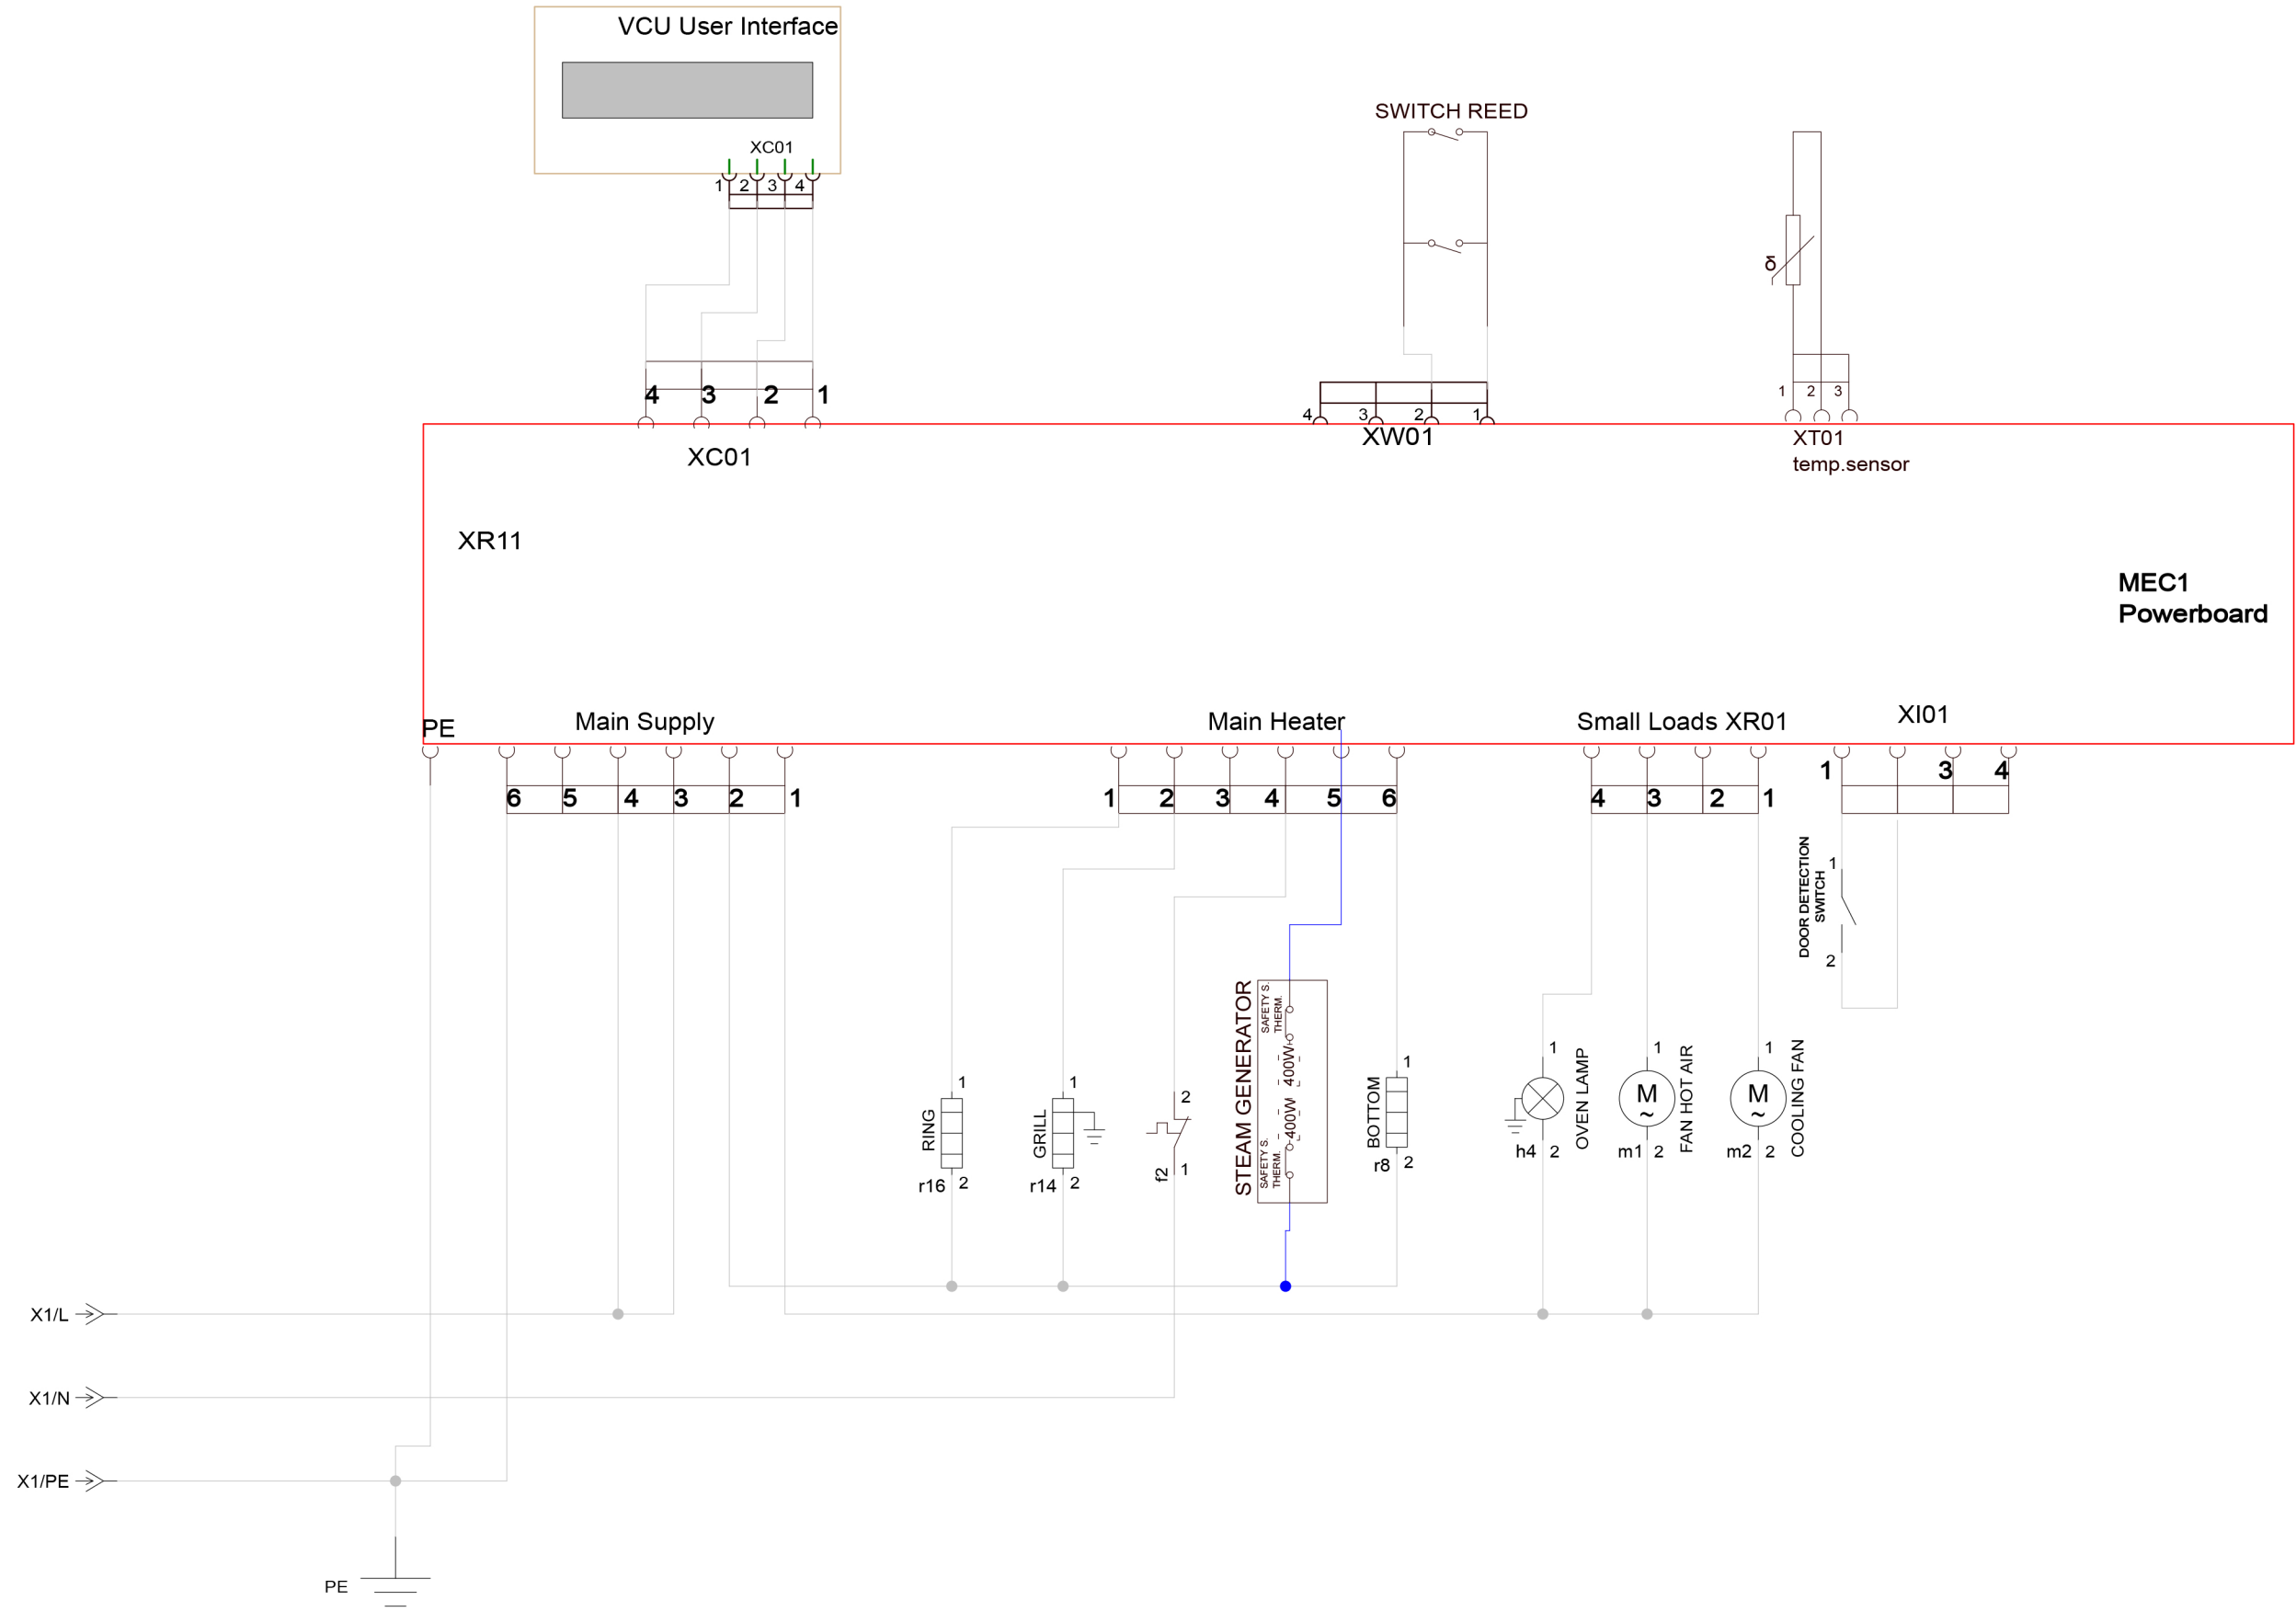 VCU User Interface
XC01
1 2 3 4
SWITCH REED
δ
4 3 2 1
XC01
4 3 2 1
XW01
1 2 3
XT01
temp.sensor
XR11
MEC1
Powerboard
PE
Main Supply
Main Heater
Small Loads XR01
XI01
6 5 4 3 2 1
1 2 3 4 5 6
4 3 2 1
1 3 4
DOOR DETECTION
SWITCH
1
2
RING
1
r16 2
GRILL
1
r14 2
2
f2 1
STEAM GENERATOR
SAFETY S.
THERM.
400W
400W
SAFETY S.
THERM.
BOTTOM
1
r8 2
1
OVEN LAMP
h4 2
1
M
~
FAN HOT AIR
m1 2
1
M
~
COOLING FAN
m2 2
X1/L
X1/N
X1/PE
PE